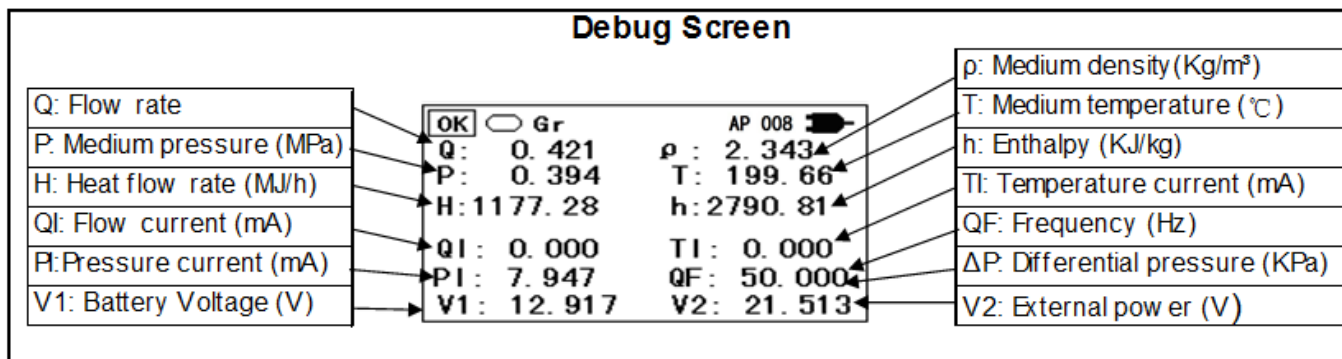 Debug Screen
Q: Flow rate
P: Medium pressure (MPa)
H: Heat flow rate (MJ/h)
QI: Flow current (mA)
PI:Pressure current (mA)
V1: Battery Voltage (V)
OK Gr AP 008
Q: 0.421 ρ : 2.343
P: 0.394 T: 199.66
H:1177.28 h:2790.81
QI: 0.000 TI: 0.000
PI: 7.947 QF: 50.000
V1: 12.917 V2: 21.513
ρ: Medium density(Kg/m³)
T: Medium temperature (℃)
h: Enthalpy (KJ/kg)
TI: Temperature current (mA)
QF: Frequency (Hz)
ΔP: Differential pressure (KPa)
V2: External power (V)